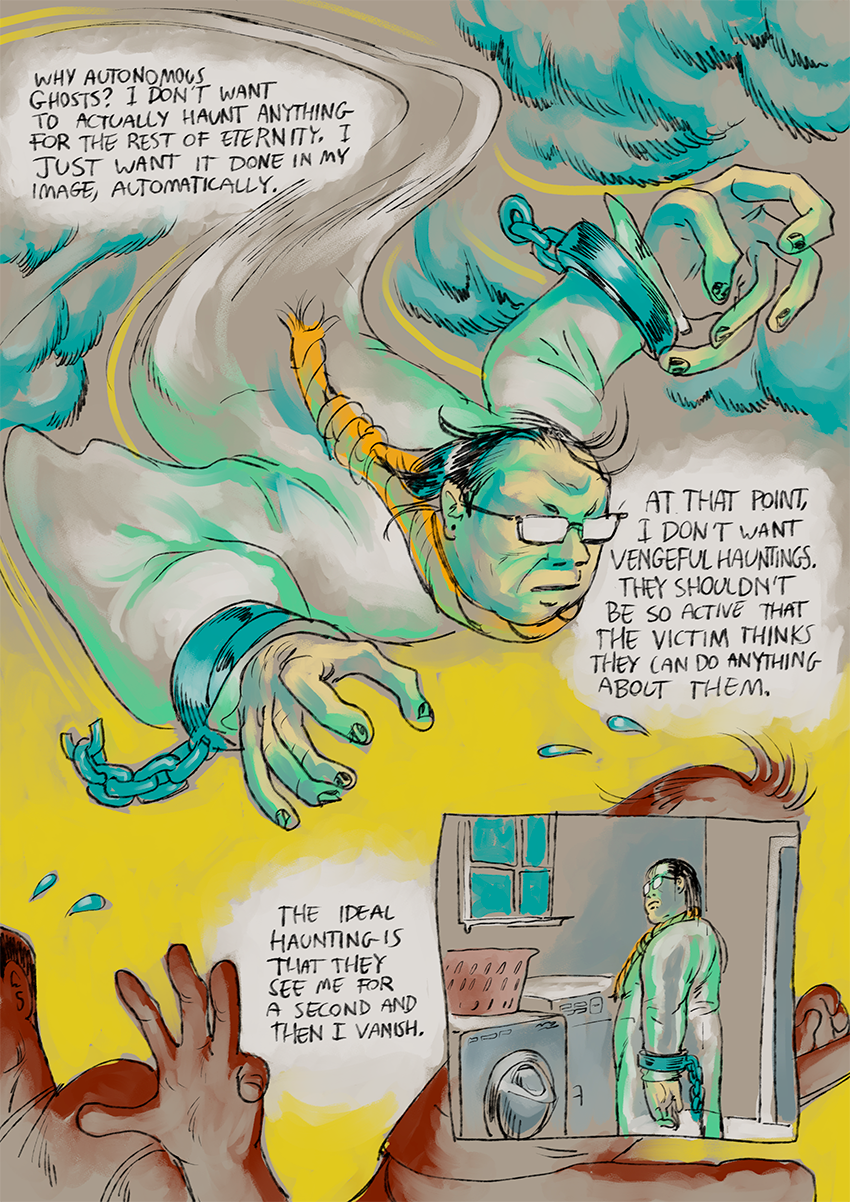 WHY AUTONOMOUS
GHOSTS? I DON'T WANT
TO ACTUALLY HAUNT ANYTHING
FOR THE REST OF ETERNITY. I
JUST WANT IT DONE IN MY
IMAGE, AUTOMATICALLY.
AT THAT POINT,
I DON'T WANT
VENGEFUL HAUNTINGS.
THEY SHOULDN'T
BE SO ACTIVE THAT
THE VICTIM THINKS
THEY CAN DO ANYTHING
ABOUT THEM.
THE IDEAL
HAUNTING IS
THAT THEY
SEE ME FOR
A SECOND AND
THEN I VANISH.